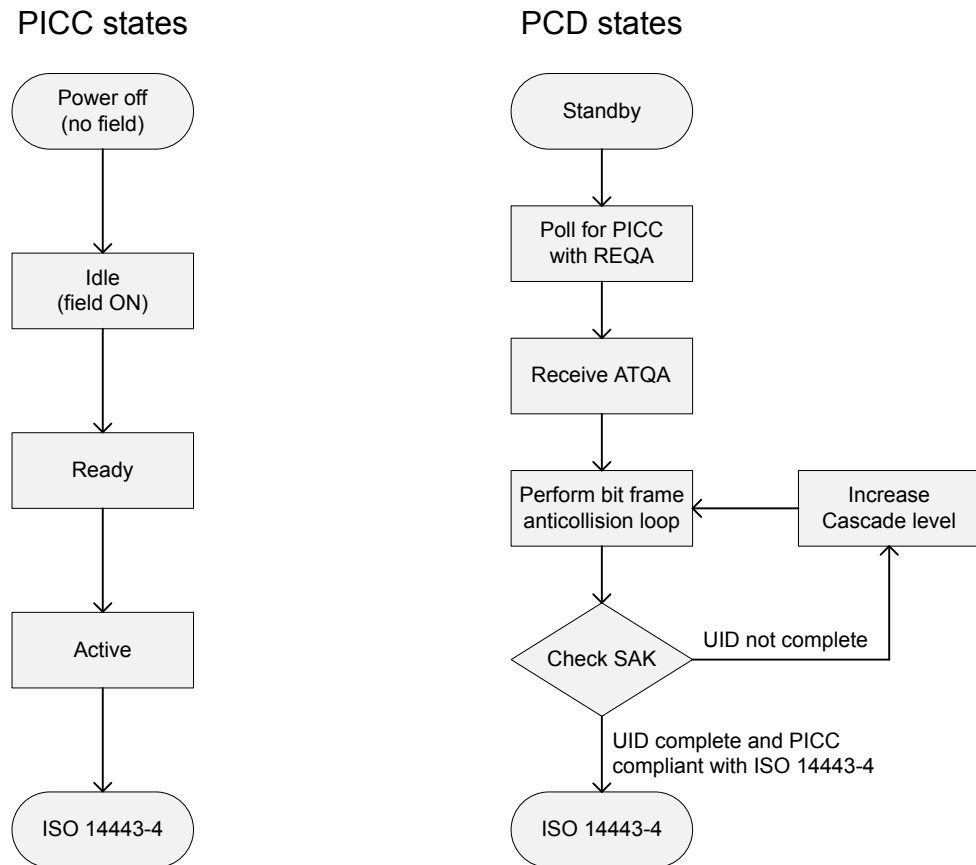 PICC states
Power off
(no field)
Idle
(field ON)
Ready
Active
ISO 14443-4
PCD states
Standby
Poll for PICC
with REQA
Receive ATQA
Perform bit frame
anticollision loop
Increase
Cascade level
Check SAK
UID not complete
UID complete and PICC
compliant with ISO 14443-4
ISO 14443-4